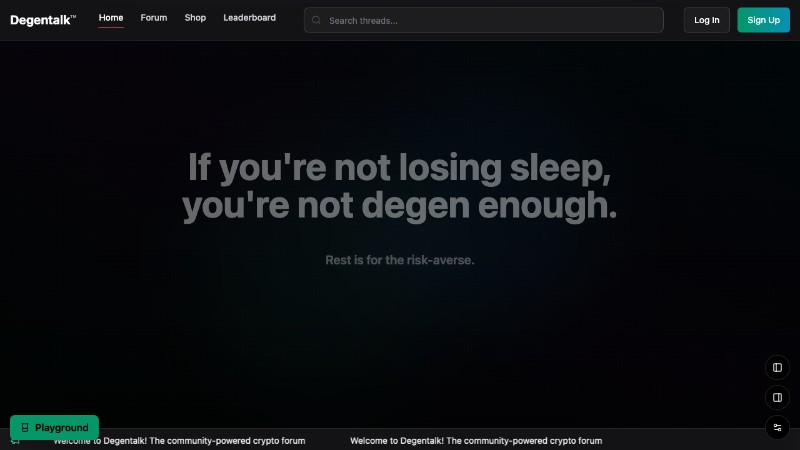 Degentalk™
Home Forum Shop Leaderboard
Search threads...
Log In
Sign Up
If you're not losing sleep,
you're not degen enough.
Rest is for the risk-averse.
Playground
Welcome to Degentalk! The community-powered crypto forum
Welcome to Degentalk! The community-powered crypto forum